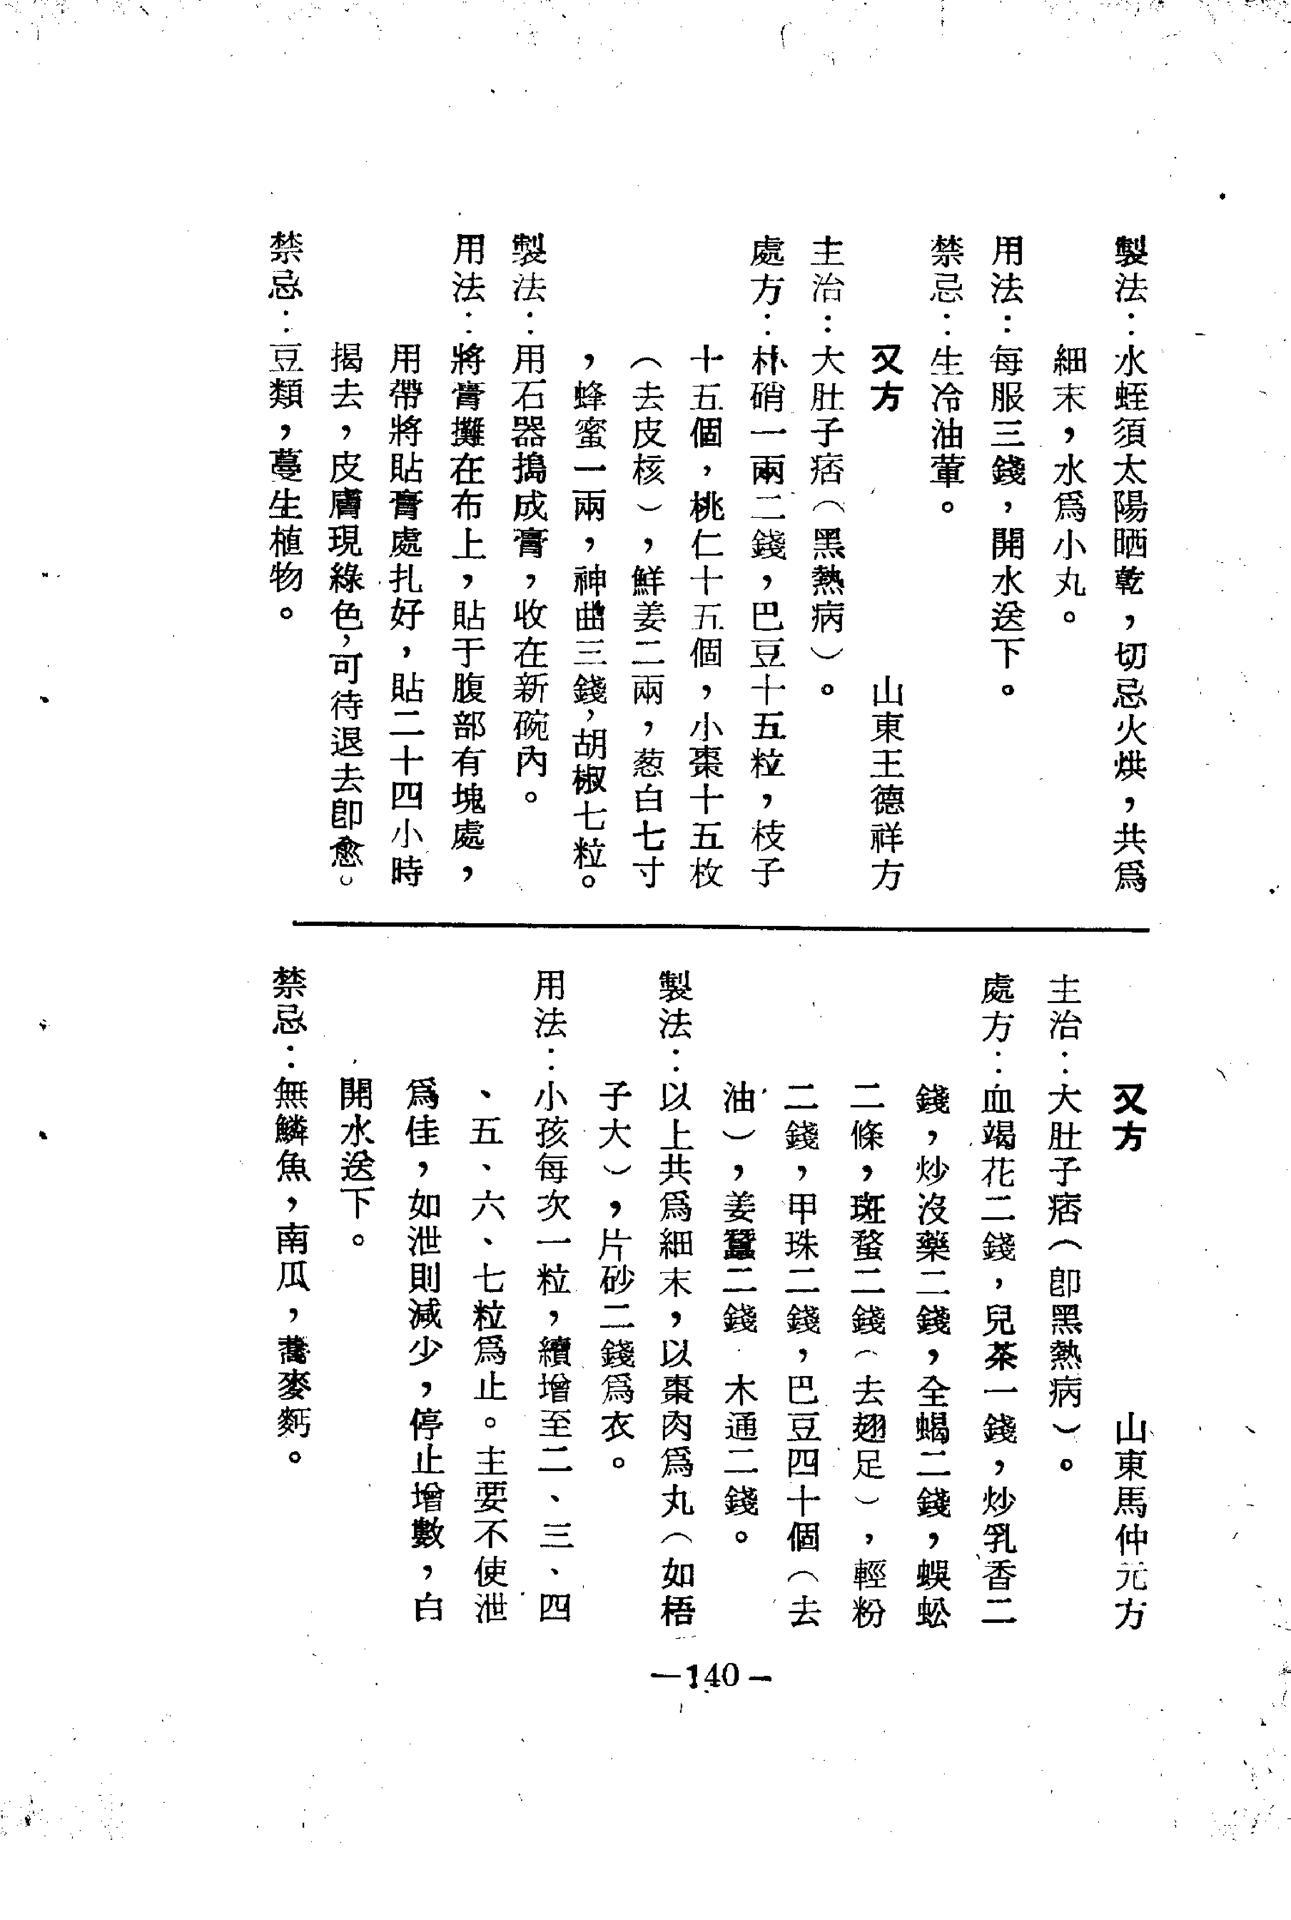 製法：水蛭須太陽晒乾，切忌火烘，共爲
細末，水爲小丸。
用法：每服三錢，開水送下。
禁忌：生冷油葷。
又方　山東王德祥方
主治：大肚子痞（黑熱病）。
處方：朴硝一兩二錢，巴豆十五粒，枝子
十五個，桃仁十五個，小棗十五枚
（去皮核），鮮姜二兩，葱白七寸
，蜂蜜一兩，神曲三錢，胡椒七粒。
製法：用石器搗成膏，收在新碗內。
用法：將膏攤在布上，貼于腹部有塊處，
用帶將貼膏處扎好，貼二十四小時
揭去，皮膚現綠色，可待退去卽愈。
禁忌：豆類，蔓生植物。
又方　山東馬仲元方
主治：大肚子痞（卽黑熱病）。
處方：血竭花二錢，兒茶一錢，炒乳香二
錢，炒沒藥二錢，全蝎二錢，蜈蚣
二條，斑蝥二錢（去翅足），輕粉
二錢，甲珠二錢，巴豆四十個（去
油），姜蠶二錢　木通二錢。
製法：以上共爲細末，以棗肉爲丸（如梧
子大），片砂二錢爲衣。
用法：小孩每次一粒，續增至二、三、四
、五、六、七粒爲止。主要不使泄
爲佳，如泄則減少，停止增數，白
開水送下。
禁忌：無鱗魚，南瓜，蕎麥麪。
—140—